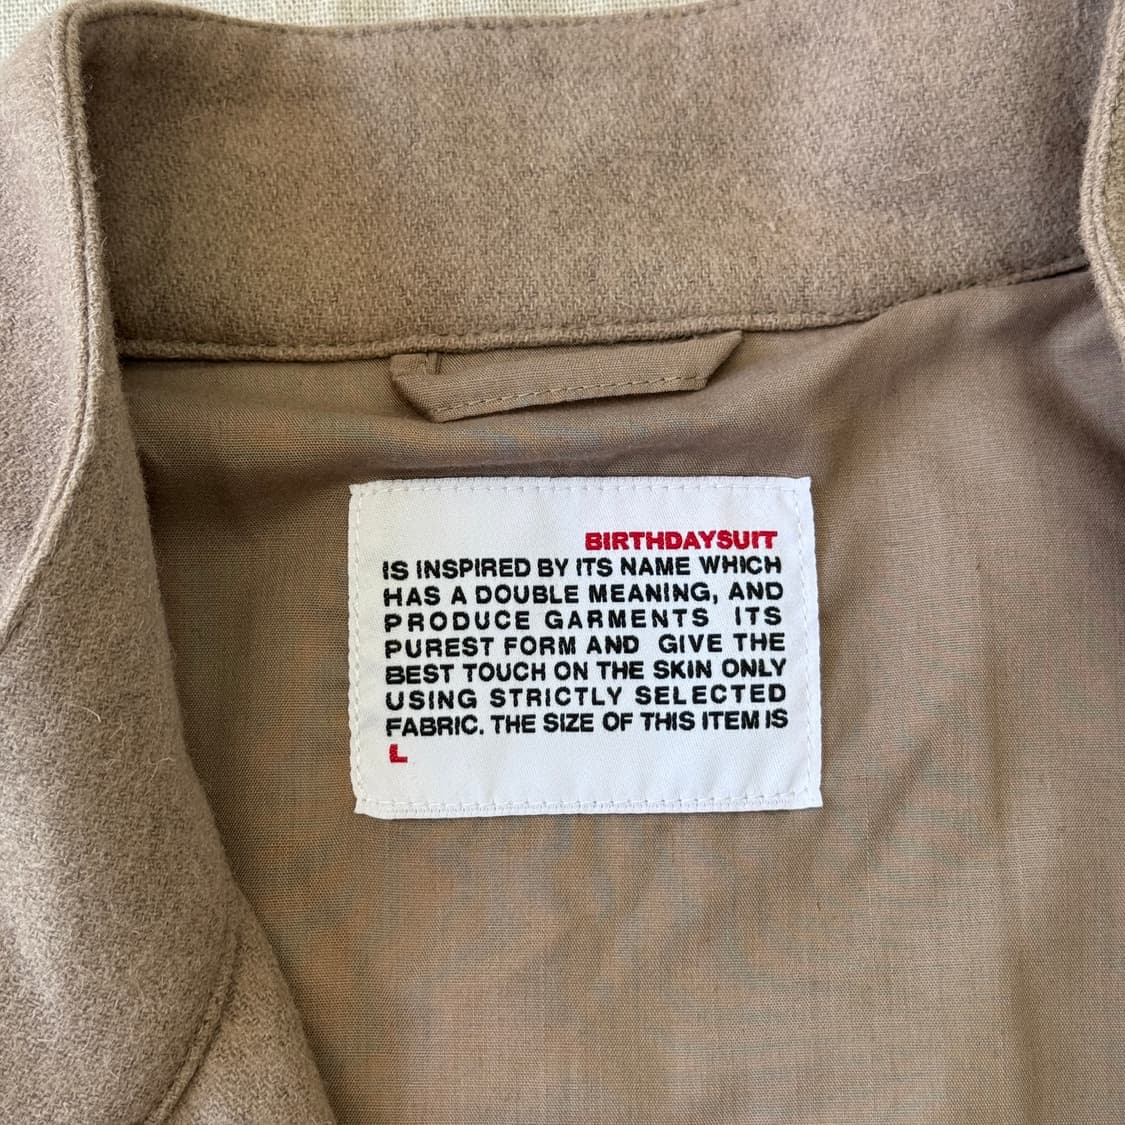 BIRTHDAYSUIT
IS INSPIRED BY ITS NAME WHICH
HAS A DOUBLE MEANING, AND
PRODUCE GARMENTS ITS
PUREST FORM AND GIVE THE
BEST TOUCH ON THE SKIN ONLY
USING STRICTLY SELECTED
FABRIC. THE SIZE OF THIS ITEM IS
L